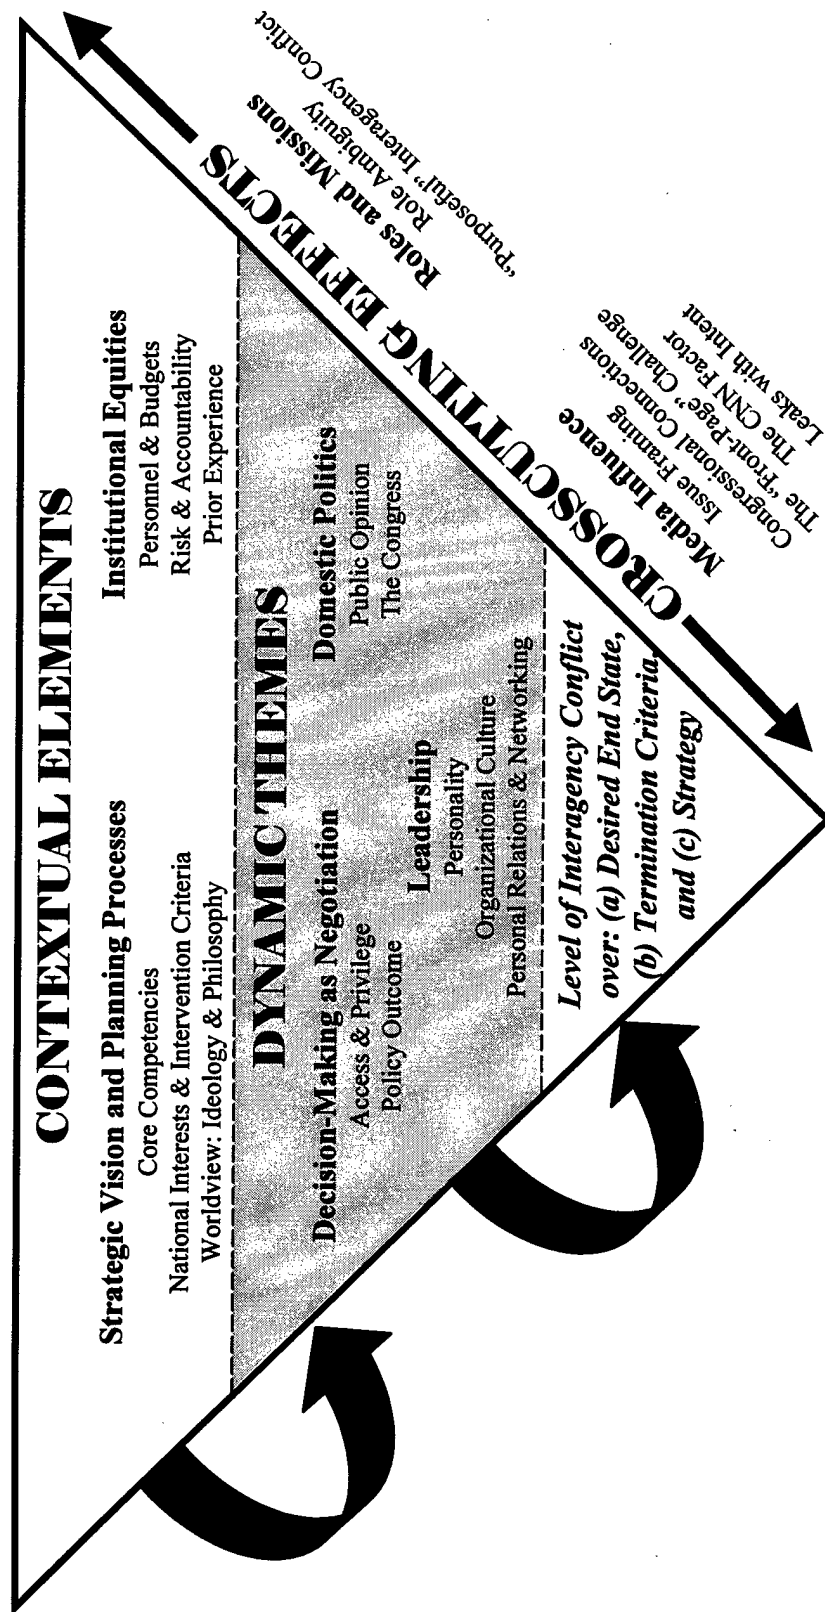 CONTEXTUAL ELEMENTS
Strategic Vision and Planning Processes
Core Competencies
National Interests & Intervention Criteria
Worldview: Ideology & Philosophy
Institutional Equities
Personnel & Budgets
Risk & Accountability
Prior Experience
DYNAMIC THEMES
Decision-Making as Negotiation
Access & Privilege
Policy Outcome
Domestic Politics
Public Opinion
The Congress
Leadership
Personality
Organizational Culture
Personal Relations & Networking
Level of Interagency Conflict
over: (a) Desired End State,
(b) Termination Criteria,
and (c) Strategy
CROSSCUTTING EFFECTS
Media Influence
Issue Framing
Congressional Connections
The “Front-Page” Challenge
The CNN Factor
Leaks with Intent
Roles and Missions
Role Ambiguity
“Purposeful” Interagency Conflict